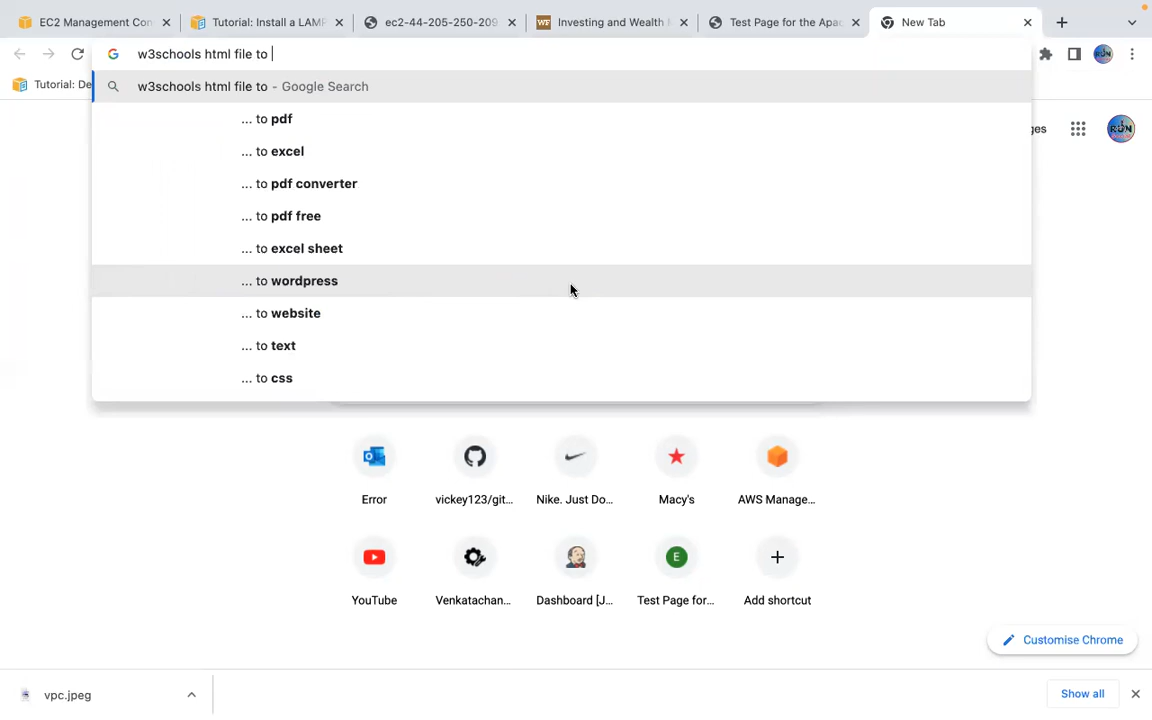 EC2 Management Con
Tutorial: Install a LAMP
ec2-44-205-250-209
Investing and Wealth M
Test Page for the Apac
New Tab
w3schools html file to
Tutorial: De
w3schools html file to - Google Search
... to pdf
... to excel
... to pdf converter
... to pdf free
... to excel sheet
... to wordpress
... to website
... to text
... to css
ges
Error
vickey123/git...
Nike. Just Do...
Macy's
AWS Manage...
YouTube
Venkatachan...
Dashboard [J...
Test Page for...
Add shortcut
Customise Chrome
vpc.jpeg
Show all